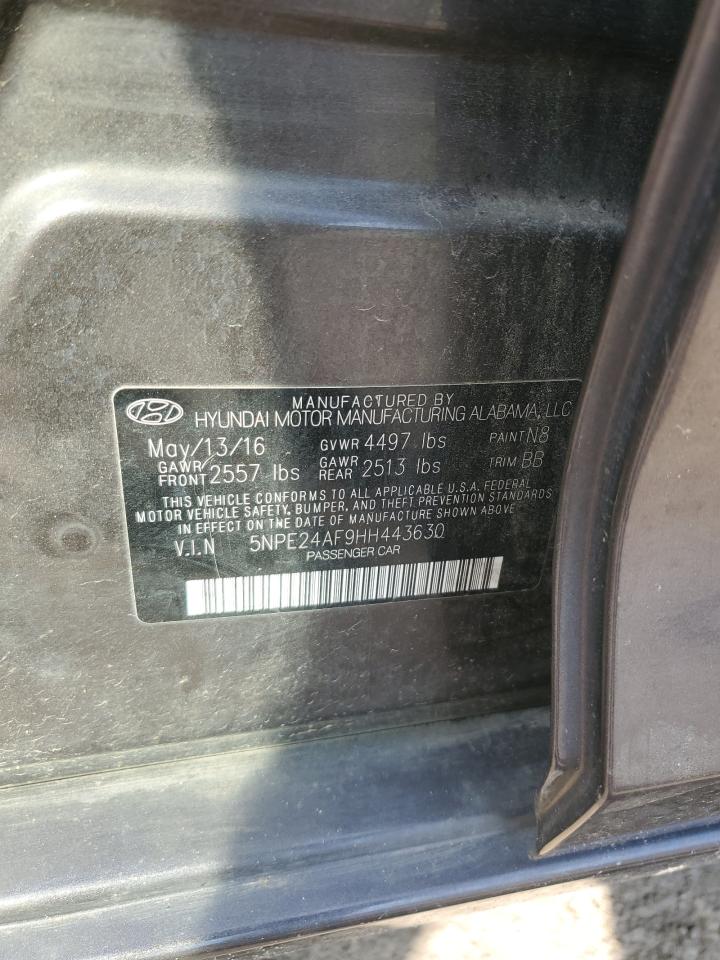 MANUFACTURED BY
HYUNDAI MOTOR MANUFACTURING ALABAMA, LLC
May/13/16 GVWR 4497 lbs PAINT N8
GAWR/FRONT 2557 lbs GAWR REAR 2513 lbs TRIM BB
THIS VEHICLE CONFORMS TO ALL APPLICABLE U.S.A. FEDERAL
MOTOR VEHICLE SAFETY, BUMPER, AND THEFT PREVENTION STANDARDS
IN EFFECT ON THE DATE OF MANUFACTURE SHOWN ABOVE.
V.I.N 5NPE24AF9HH443630
PASSENGER CAR